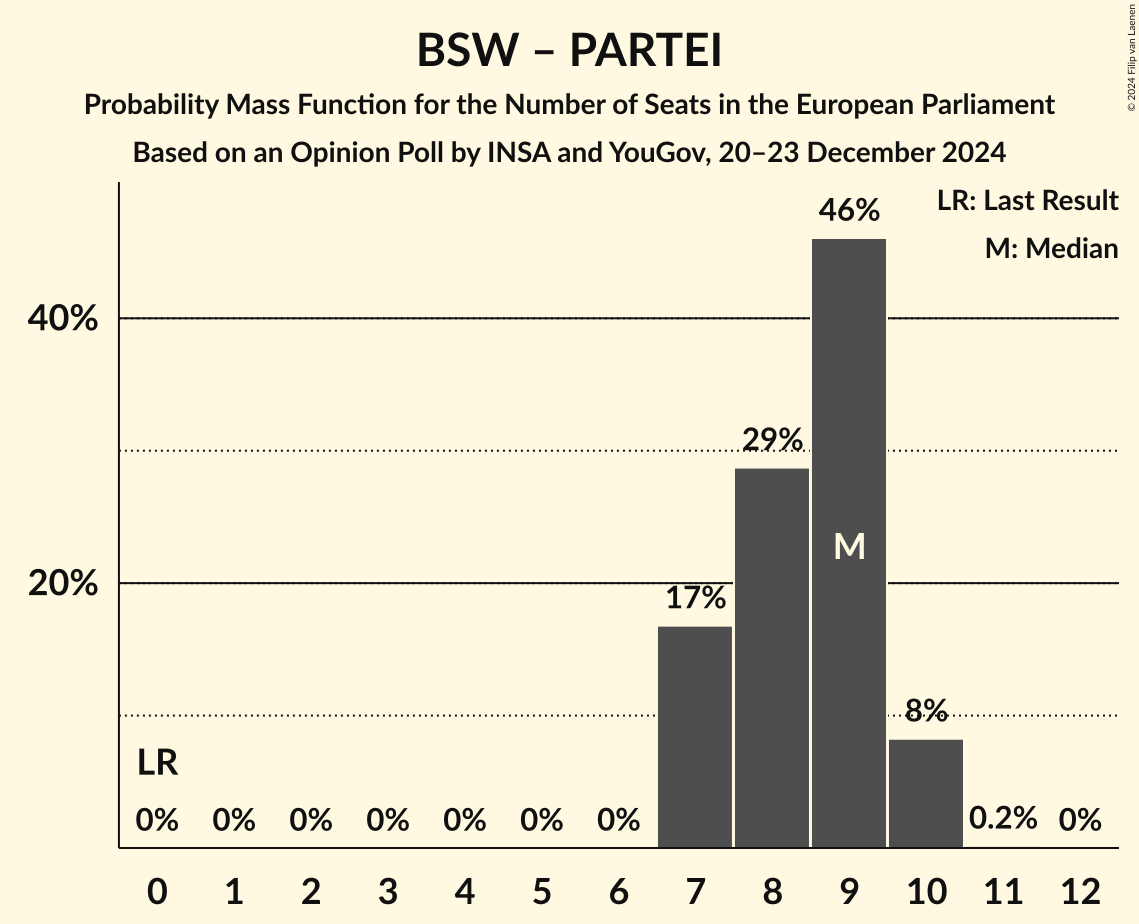 BSW – PARTEI
Probability Mass Function for the Number of Seats in the European Parliament
Based on an Opinion Poll by INSA and YouGov, 20–23 December 2024
© 2024 Filip van Laenen
LR: Last Result
M: Median
46%
40%
29%
M
20%
17%
8%
LR
0% 0% 0% 0% 0% 0% 0% 0.2% 0%
0 1 2 3 4 5 6 7 8 9 10 11 12